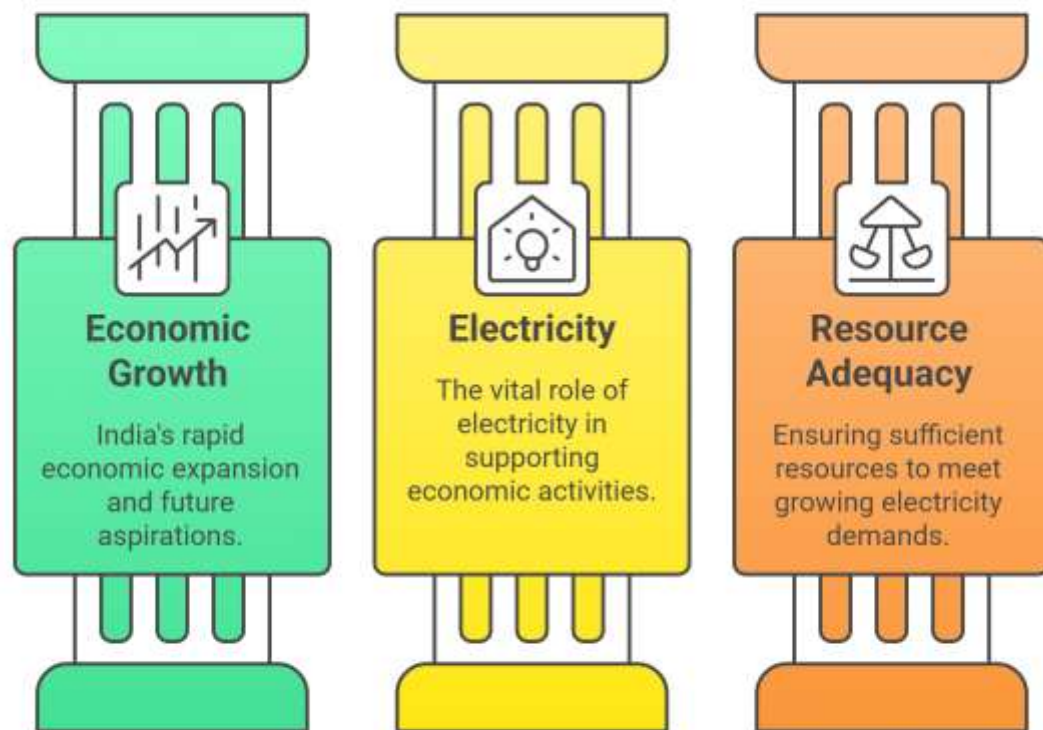 Economic
Growth
India's rapid
economic expansion
and future
aspirations.
Electricity
The vital role of
electricity in
supporting
economic activities.
Resource
Adequacy
Ensuring sufficient
resources to meet
growing electricity
demands.